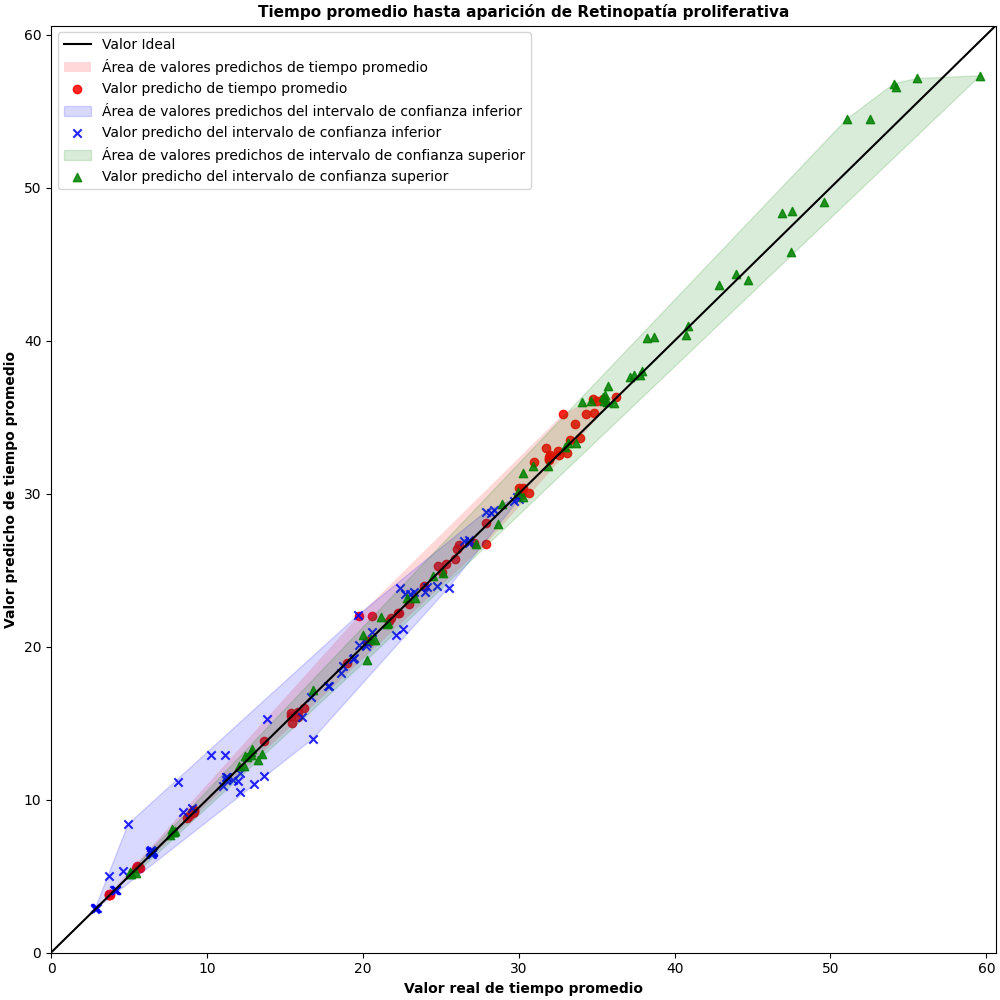 Tiempo promedio hasta aparición de Retinopatía proliferativa
Valor Ideal
Área de valores predichos de tiempo promedio
Valor predicho de tiempo promedio
Área de valores predichos del intervalo de confianza inferior
Valor predicho del intervalo de confianza inferior
Área de valores predichos de intervalo de confianza superior
Valor predicho del intervalo de confianza superior
Valor predicho de tiempo promedio
60
50
40
30
20
10
0
0 10 20 30 40 50 60
Valor real de tiempo promedio